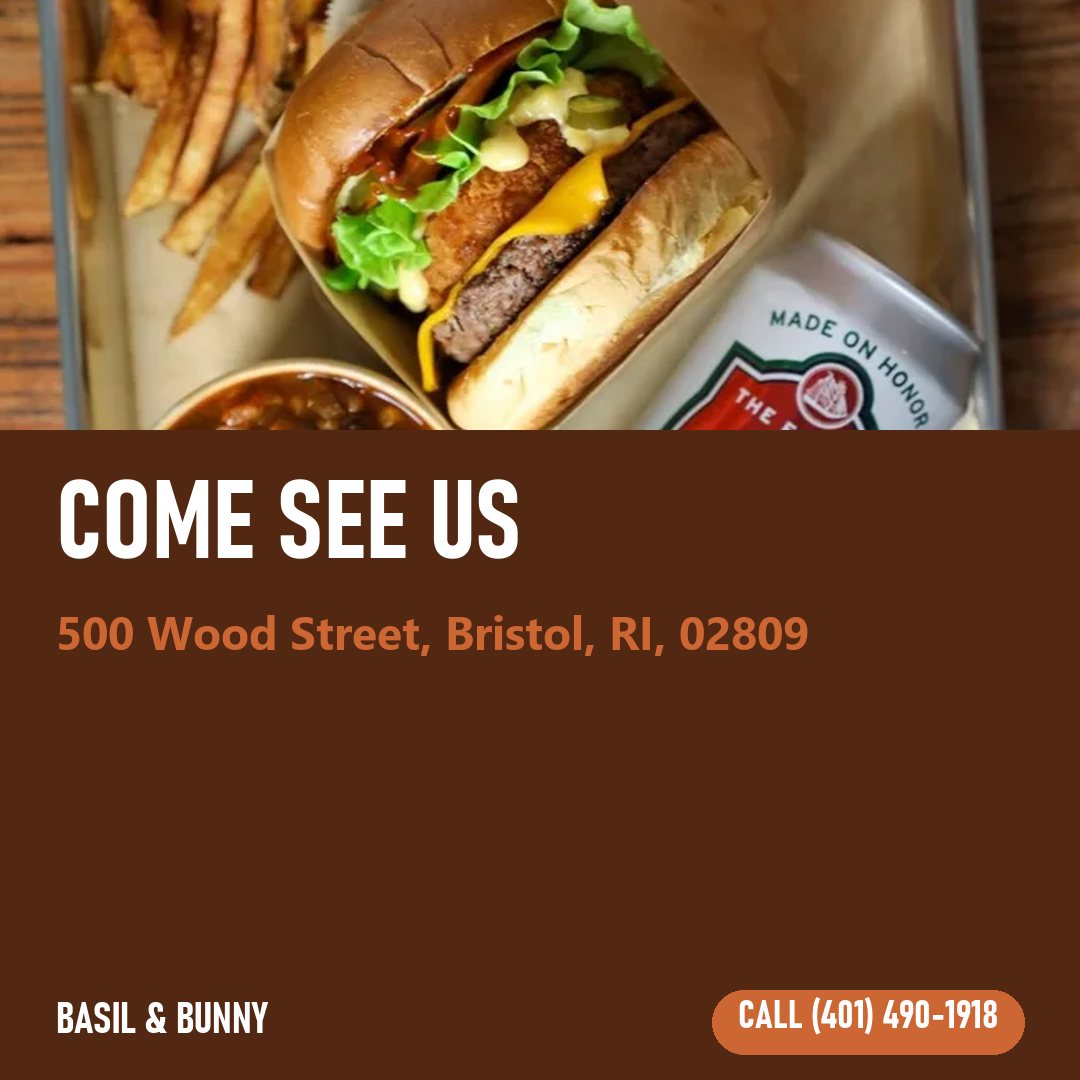 MADE ON HONOR
THE
COME SEE US
500 Wood Street, Bristol, RI, 02809
BASIL & BUNNY
CALL (401) 490-1918